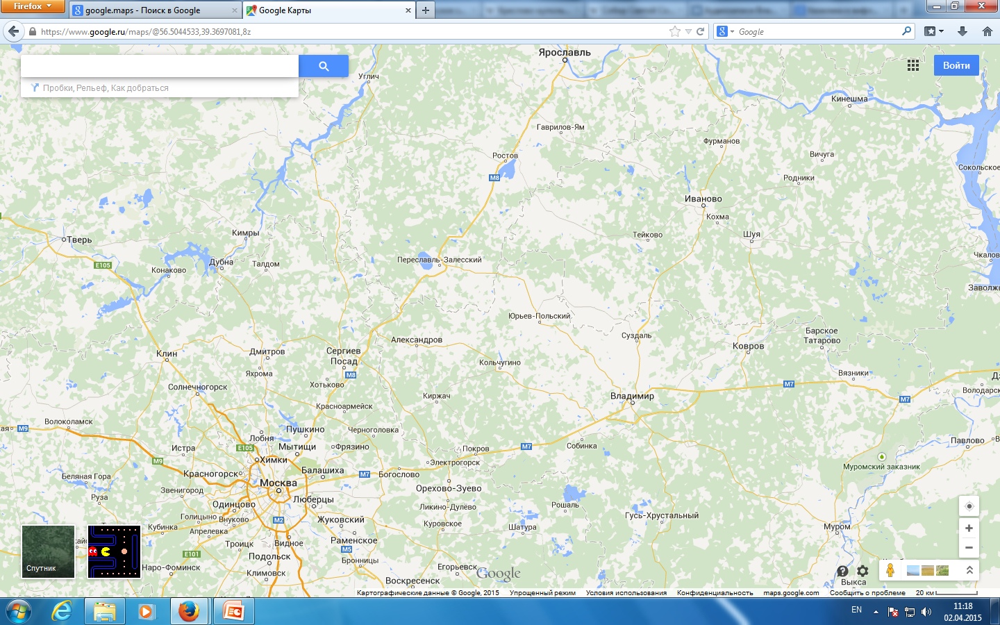 Firefox
google.maps - Поиск в Google
Google Карты
https://www.google.ru/maps/@56.5044533,39.3697081,8z
Google
Пробки, Рельеф, Как добраться
Войти
Ярославль
Углич
Кинешма
Гаврилов-Ям
Фурманов
Ростов
Вичуга
Сокольское
M8
Родники
Иваново
Кохма
Тверь
Кимры
Тейково
Шуя
Переславль-Залесский
Чкалов
E105
Конаково
Дубна
Талдом
Заволжь
Юрьев-Польский
Суздаль
Барское
Татарово
Александров
Ковров
Клин
Дмитров
Сергиев
Посад
Кольчугино
Яхрома
M8
Вязники
Солнечногорск
Хотьково
M7
Володарск
Киржач
Владимир
M7
Красноармейск
Волоколамск
M9
Пушкино
Черноголовка
Лобня
Павлово
Истра
E105
Мытищи
Фрязино
Покров
M7
Собинка
M9
Химки
Электрогорск
Муромский заказник
Красногорск
Балашиха
M7
Богослово
Беляная Гора
Москва
Звенигород
Орехово-Зуево
Руза
Одинцово
Люберцы
Ликино-Дулёво
Рошаль
Голицыно
Внуково
M2
Жуковский
Куровское
Гусь-Хрустальный
Кубинка
Апрелевка
Шатура
Муром
Троицк
Видное
Раменское
M5
E101
Подольск
Бронницы
Наро-Фоминск
Климовск
Егорьевск
Воскресенск
Google
Выкса
Спутник
Картографические данные © Google, 2015 Упрощенный режим Условия использования Конфиденциальность maps.google.com Сообщить о проблеме 20 км
EN
11:18
02.04.2015